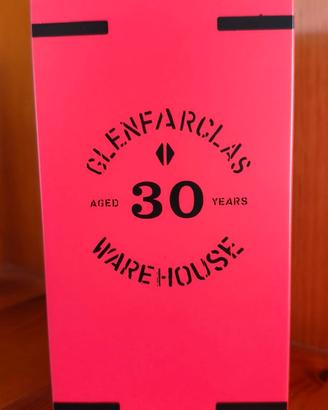 GLENFARCLAS
AGED 30 YEARS
WAREHOUSE